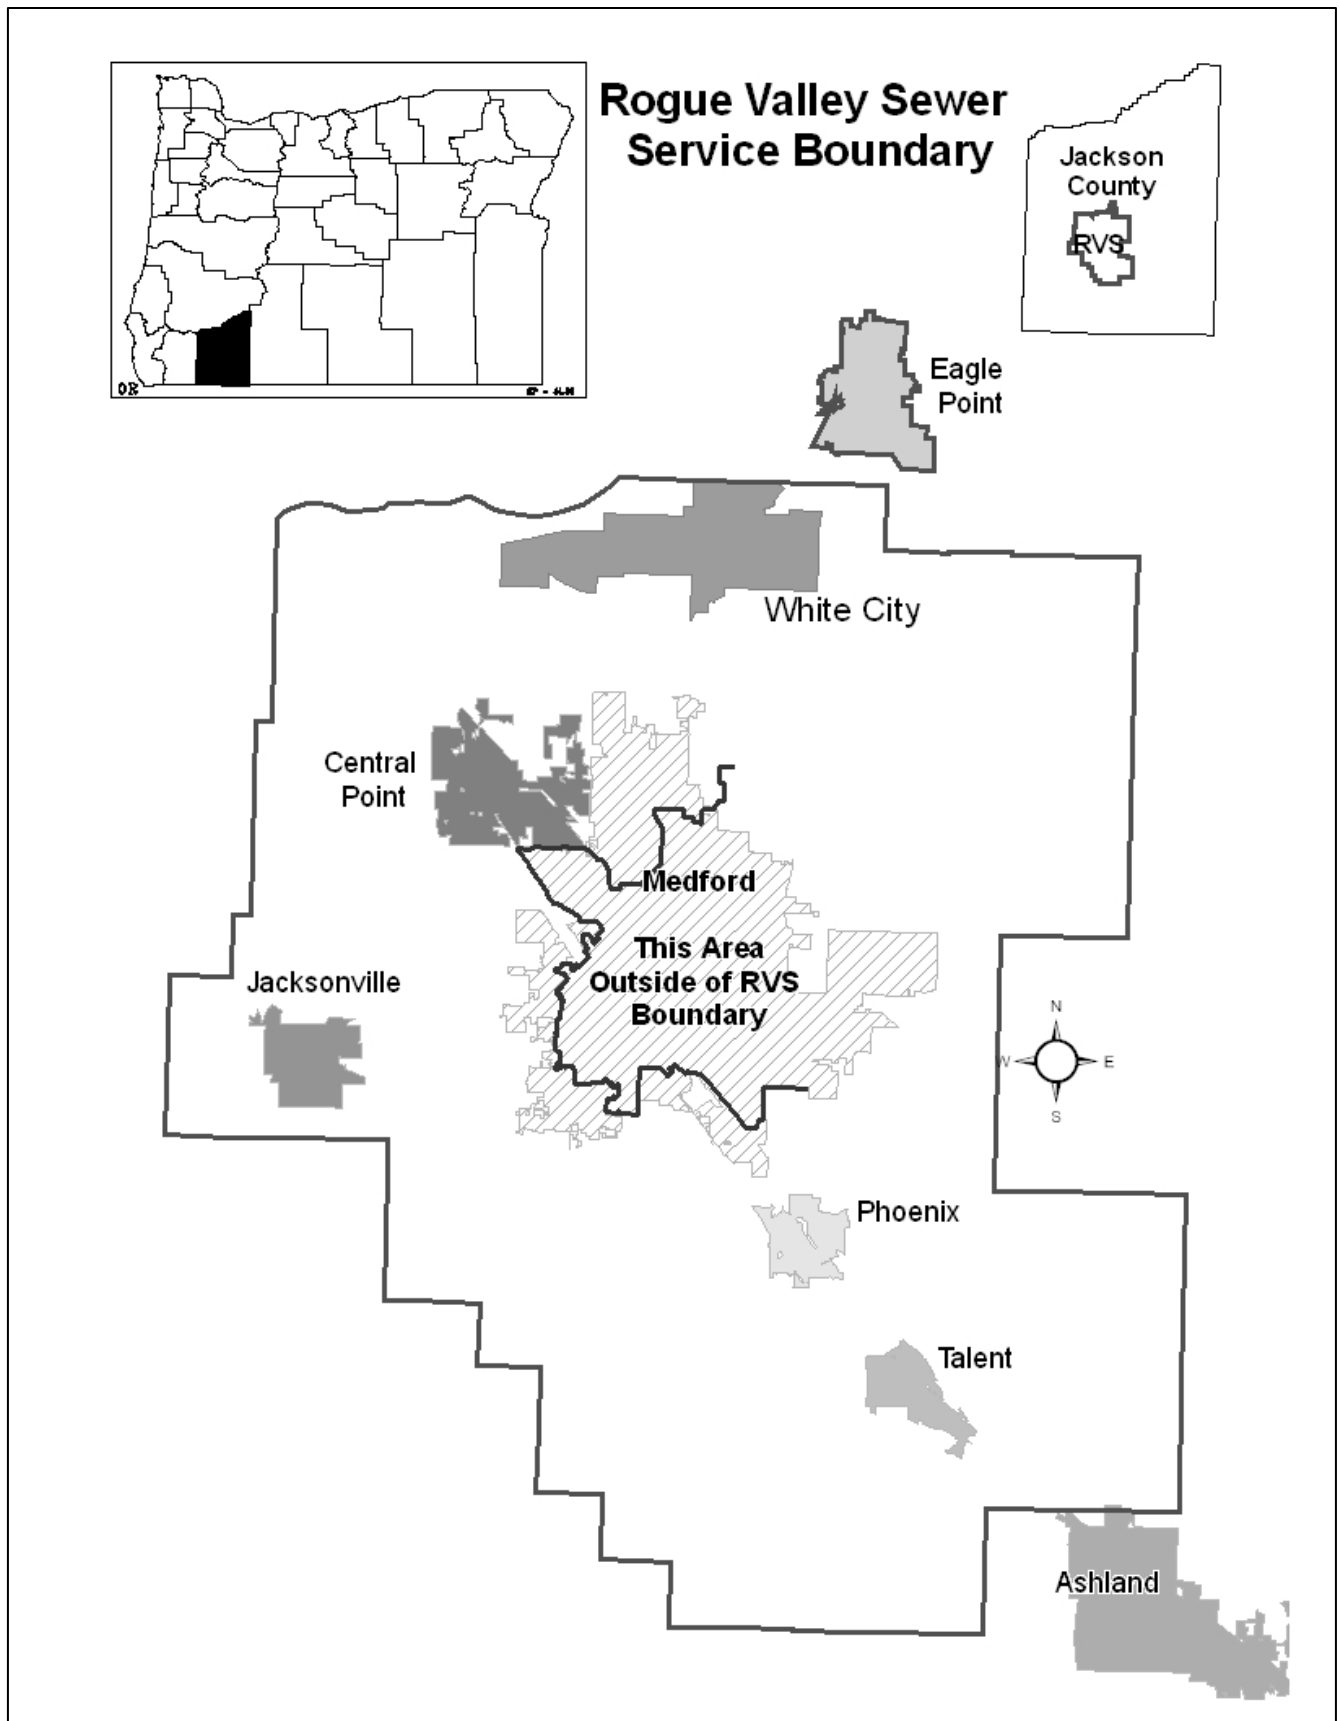 Rogue Valley Sewer
Service Boundary
Jackson
County
RVS
OR
Eagle
Point
White City
Central
Point
Medford
This Area
Outside of RVS
Boundary
Jacksonville
N
W
E
S
Phoenix
Talent
Ashland